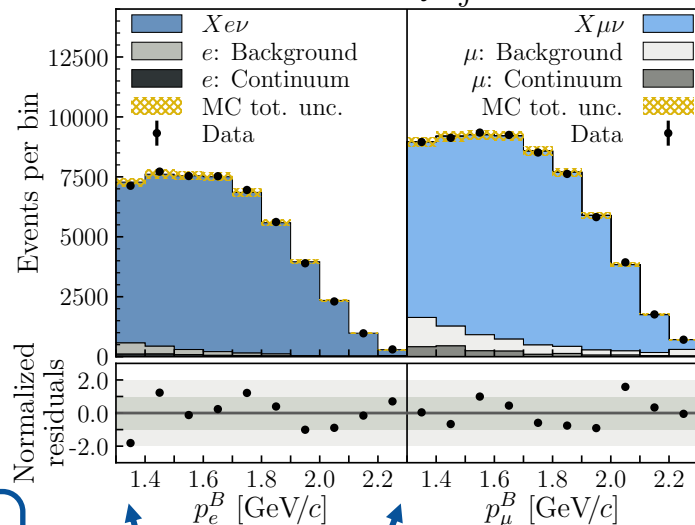 12500
10000
7500
5000
2500
0
Events per bin
Xeν
e: Background
e: Continuum
MC tot. unc.
Data
Xμν
μ: Background
μ: Continuum
MC tot. unc.
Data
Normalized
residuals
2.0
0.0
-2.0
1.4 1.6 1.8 2.0 2.2
1.4 1.6 1.8 2.0 2.2
p_e^B [GeV/c]
p_μ^B [GeV/c]